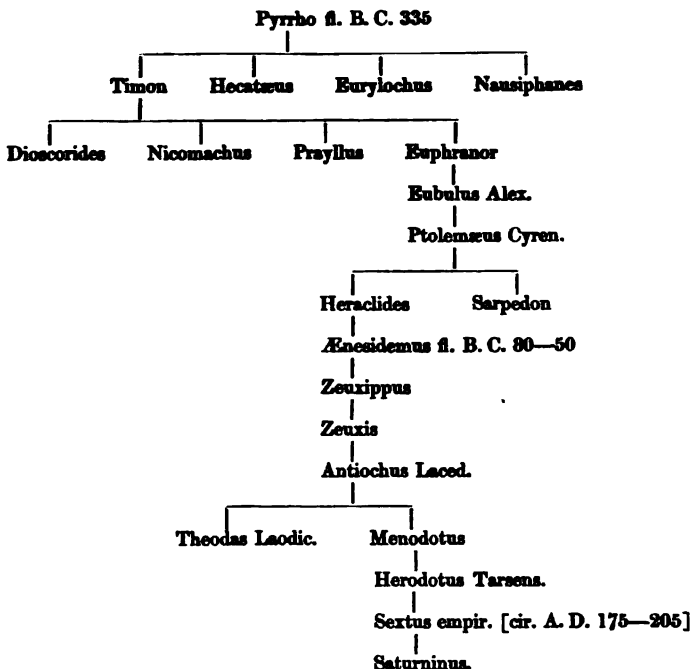 Pyrrho fl. B. C. 335
Timon Hecatæus Eurylochus Nausiphanes
Dioscorides Nicomachus Prayllus Euphranor
Eubulus Alex.
Ptolemæus Cyren.
Heraclides Sarpedon
Ænesidemus fl. B. C. 80—50
Zeuxippus
Zeuxis
Antiochus Laced.
Theodas Laodic. Menodotus
Herodotus Tarsens.
Sextus empir. [cir. A. D. 175—205]
Saturninus.